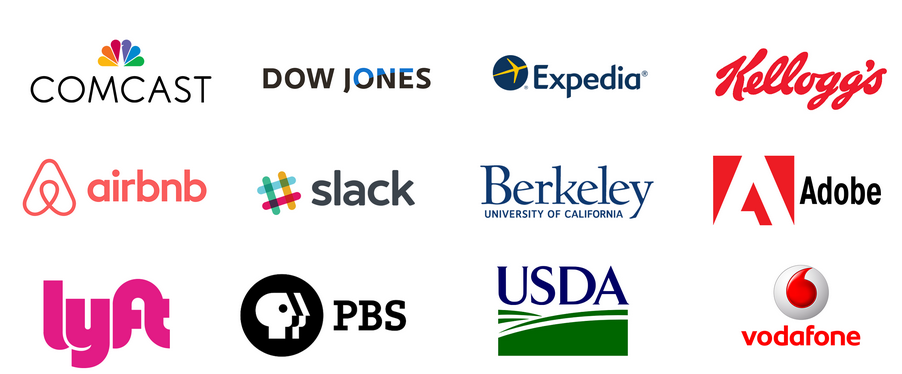 COMCAST
DOW JONES
Expedia®
Kellogg's
airbnb
slack
Berkeley
UNIVERSITY OF CALIFORNIA
Adobe
lyft
PBS
USDA
vodafone